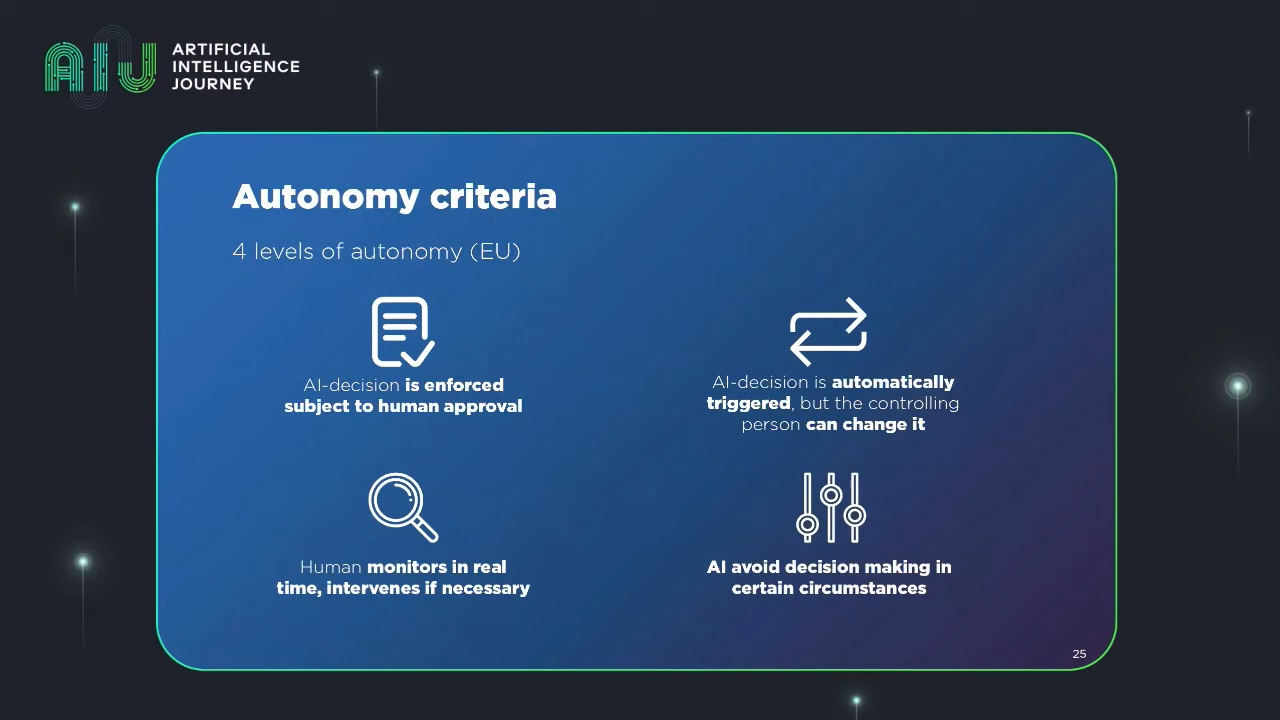 AIJ
ARTIFICIAL
INTELLIGENCE
JOURNEY
Autonomy criteria
4 levels of autonomy (EU)
AI-decision is enforced
subject to human approval
AI-decision is automatically
triggered, but the controlling
person can change it
Human monitors in real
time, intervenes if necessary
AI avoid decision making in
certain circumstances
25